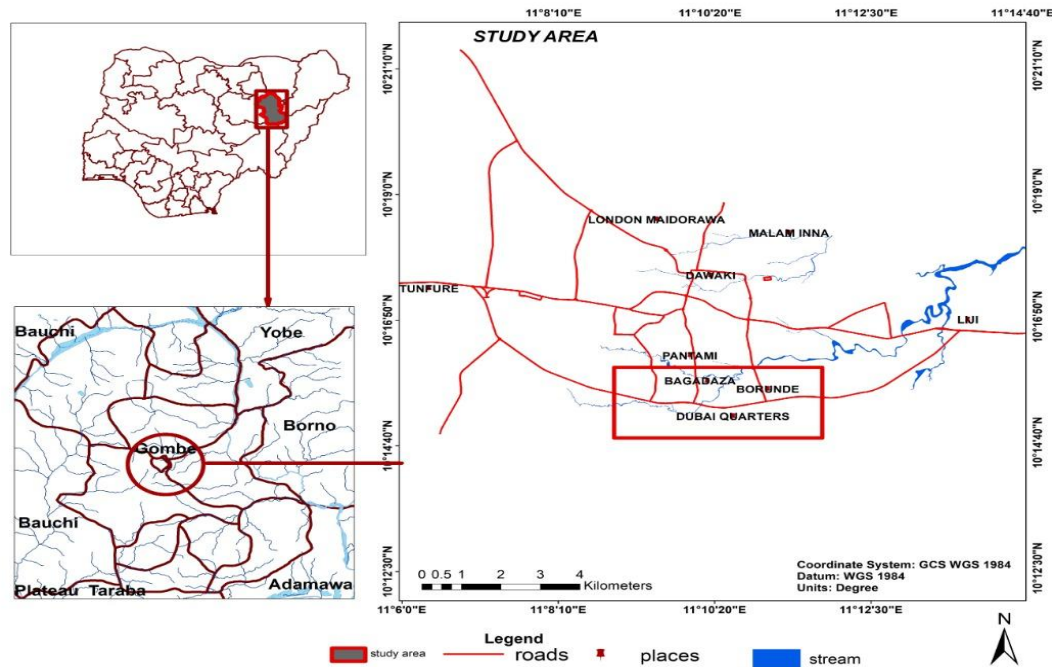 11°8'10"E 11°10'20"E 11°12'30"E 11°14'40"E
STUDY AREA
10°21'0"N 10°21'0"N
10°19'0"N 10°19'0"N
LONDON MAIDORAWA
MALAM INNA
DAWAKI
TUNFURE
10°16'50"N 10°16'50"N
LIJI
PANTAMI
BAGADAZA
BORUNDE
DUBAI QUARTERS
10°14'40"N 10°14'40"N
Bauchi Yobe
Borno
Gombe
Bauchi
Plateau Taraba Adamawa
10°12'30"N 10°12'30"N
0 0.5 1 2 3 4
Kilometers
Coordinate System: GCS WGS 1984
Datum: WGS 1984
Units: Degree
11°6'0"E 11°8'10"E 11°10'20"E 11°12'30"E
N
Legend
study area roads places stream